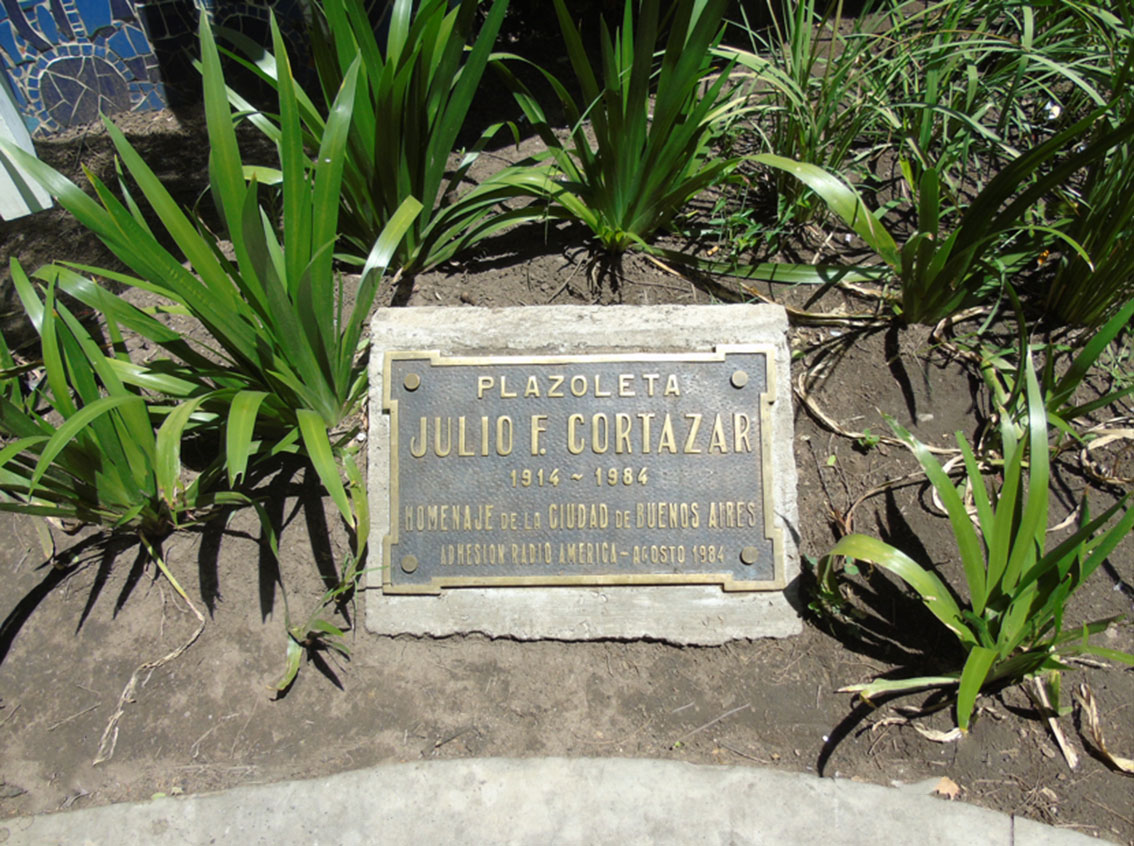 PLAZOLETA
JULIO F. CORTAZAR
1914 ~ 1984
HOMENAJE DE LA CIUDAD DE BUENOS AIRES
ADHESION RADIO AMERICA - AGOSTO 1984